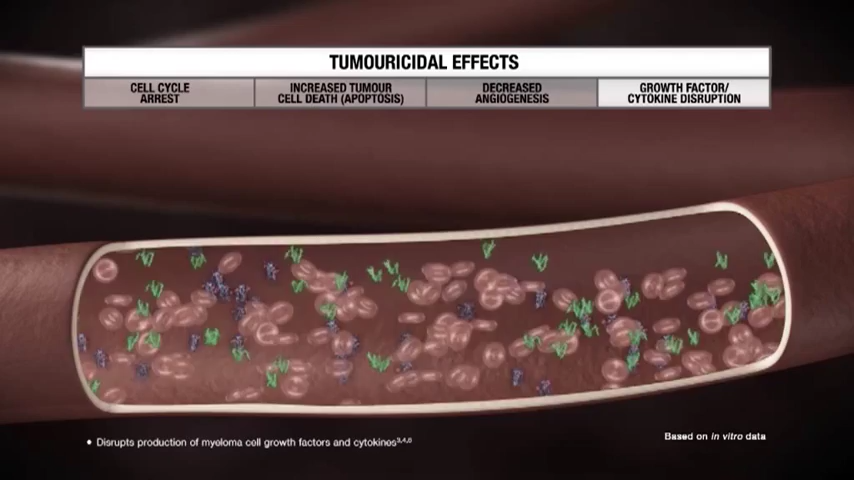 TUMOURICIDAL EFFECTS
CELL CYCLE
ARREST
INCREASED TUMOUR
CELL DEATH (APOPTOSIS)
DECREASED
ANGIOGENESIS
GROWTH FACTOR/
CYTOKINE DISRUPTION
• Disrupts production of myeloma cell growth factors and cytokines
Based on in vitro data